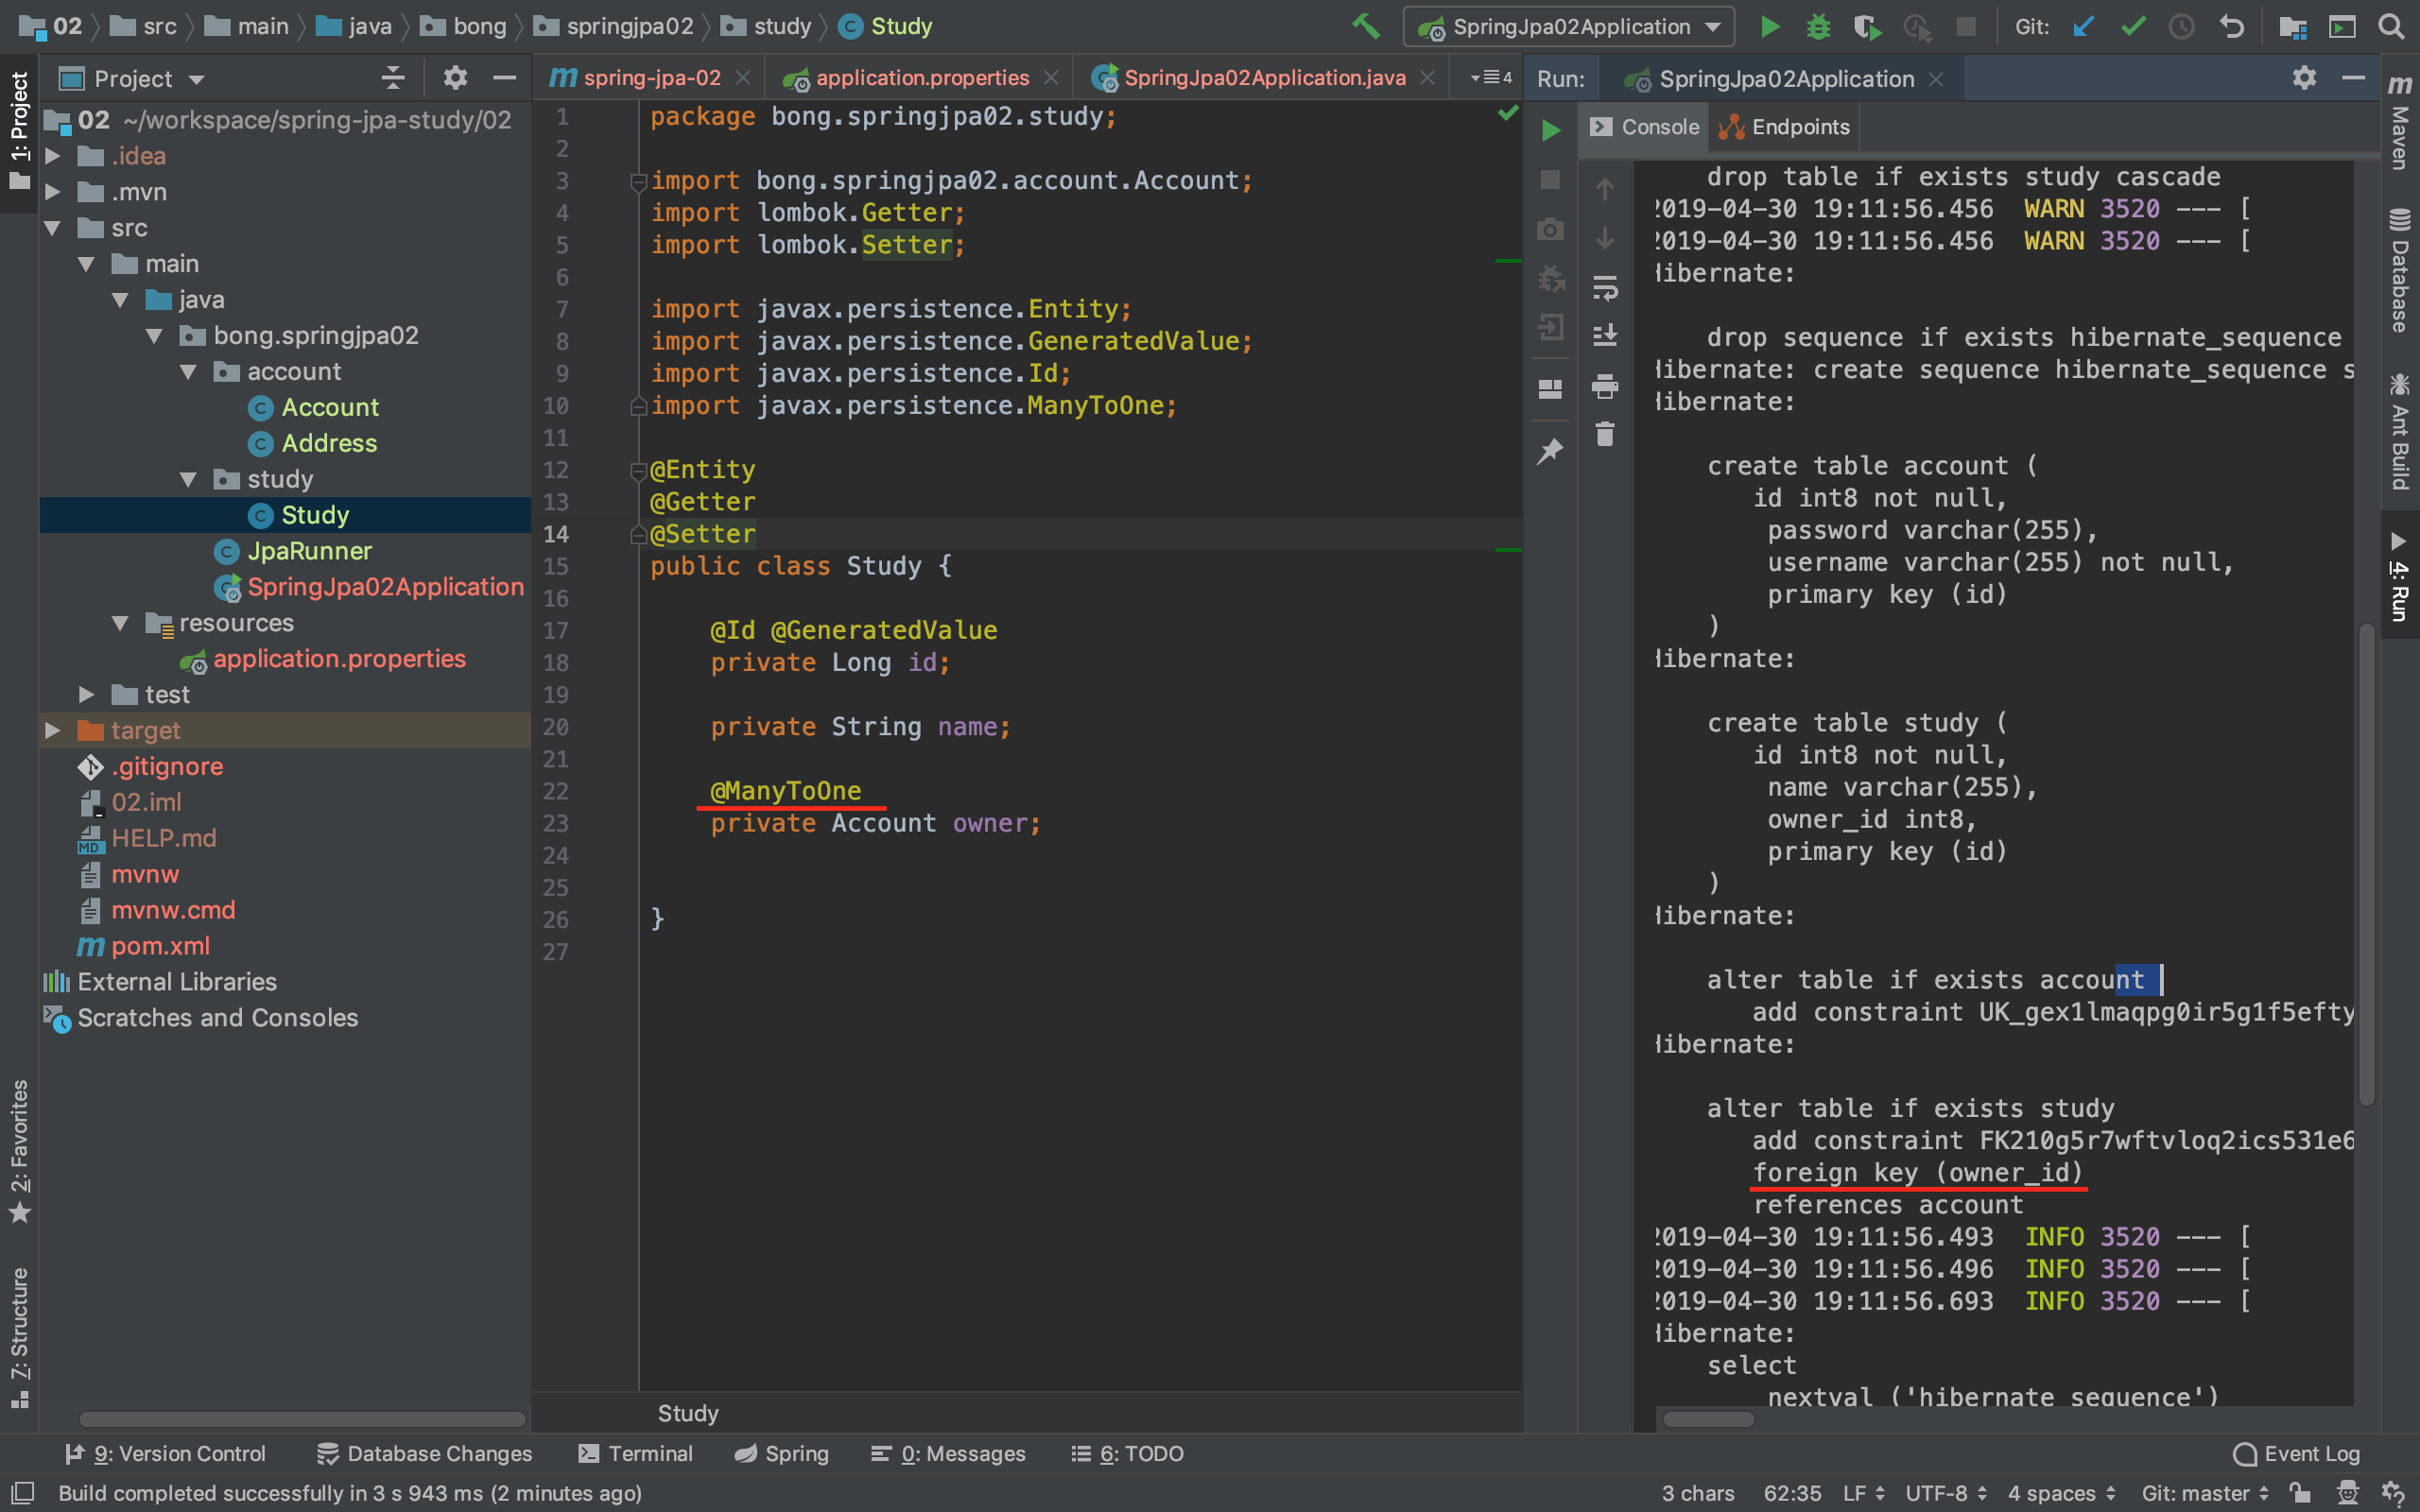 02 src main java bong springjpa02 study Study
SpringJpa02Application
Git:
1: Project
2: Favorites
7: Structure
Project
02 ~/workspace/spring-jpa-study/02
.idea
.mvn
src
main
java
bong.springjpa02
account
Account
Address
study
Study
JpaRunner
SpringJpa02Application
resources
application.properties
test
target
.gitignore
02.iml
HELP.md
mvnw
mvnw.cmd
pom.xml
External Libraries
Scratches and Consoles
spring-jpa-02 application.properties SpringJpa02Application.java 4
1 package bong.springjpa02.study;
2
3 import bong.springjpa02.account.Account;
4 import lombok.Getter;
5 import lombok.Setter;
6
7 import javax.persistence.Entity;
8 import javax.persistence.GeneratedValue;
9 import javax.persistence.Id;
10 import javax.persistence.ManyToOne;
11
12 @Entity
13 @Getter
14 @Setter
15 public class Study {
16
17 @Id @GeneratedValue
18 private Long id;
19
20 private String name;
21
22 @ManyToOne
23 private Account owner;
24
25
26 }
27
Study
Run: SpringJpa02Application
Console Endpoints
drop table if exists study cascade
2019-04-30 19:11:56.456 WARN 3520 --- [
2019-04-30 19:11:56.456 WARN 3520 --- [
Hibernate:
drop sequence if exists hibernate_sequence
Hibernate: create sequence hibernate_sequence s
Hibernate:
create table account (
id int8 not null,
password varchar(255),
username varchar(255) not null,
primary key (id)
)
Hibernate:
create table study (
id int8 not null,
name varchar(255),
owner_id int8,
primary key (id)
)
Hibernate:
alter table if exists account
add constraint UK_gex1lmaqpg0ir5g1f5efty
Hibernate:
alter table if exists study
add constraint FK210g5r7wftvloq2ics531e6
foreign key (owner_id)
references account
2019-04-30 19:11:56.493 INFO 3520 --- [
2019-04-30 19:11:56.496 INFO 3520 --- [
2019-04-30 19:11:56.693 INFO 3520 --- [
Hibernate:
select
nextval ('hibernate_sequence')
m Maven
Database
Ant Build
4: Run
9: Version Control Database Changes Terminal Spring 0: Messages 6: TODO Event Log
Build completed successfully in 3 s 943 ms (2 minutes ago) 3 chars 62:35 LF UTF-8 4 spaces Git: master